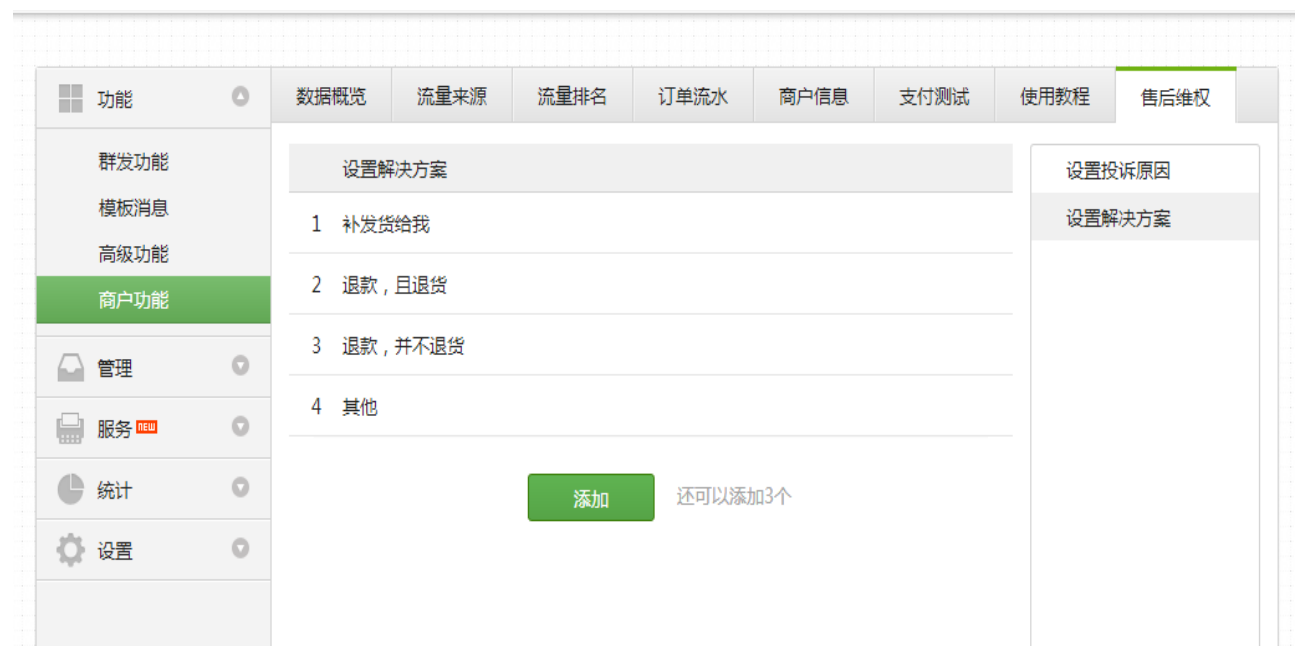 功能
数据概览 流量来源 流量排名 订单流水 商户信息 支付测试 使用教程 售后维权
群发功能
模板消息
高级功能
商户功能
管理
服务 NEW
统计
设置
设置解决方案
1 补发货给我
2 退款，且退货
3 退款，并不退货
4 其他
添加 还可以添加3个
设置投诉原因
设置解决方案